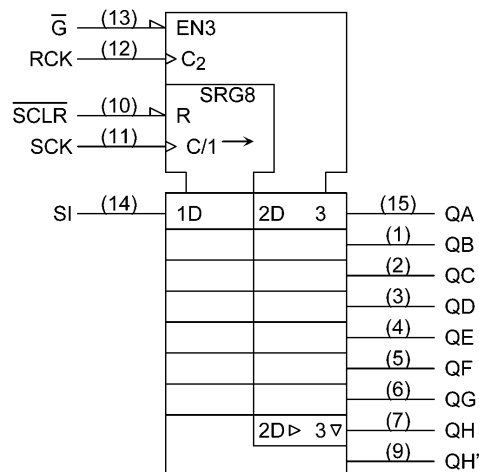 G̅ (13) EN3
RCK (12) C₂
SRG8
S̅C̅L̅R̅ (10) R
SCK (11) C/1 →
SI (14) 1D 2D 3 (15) QA
(1) QB
(2) QC
(3) QD
(4) QE
(5) QF
(6) QG
2D ▷ 3 ▽ (7) QH
(9) QH'